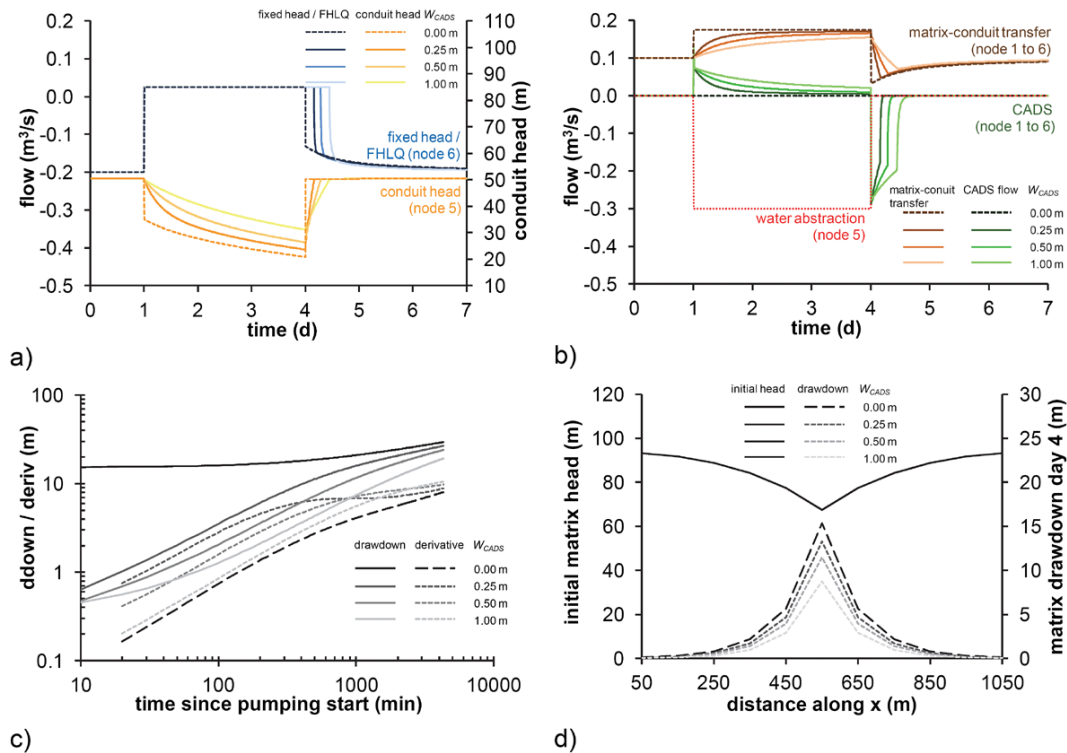 fixed head / FHLQ conduit head WCADS
0.00 m
0.25 m
0.50 m
1.00 m
0.2
0.1
0.0
-0.1
-0.2
-0.3
-0.4
-0.5
flow (m³/s)
110
100
90
80
70
60
50
40
30
20
10
conduit head (m)
fixed head /
FHLQ (node 6)
conduit head
(node 5)
0 1 2 3 4 5 6 7
time (d)
a)
0.2
0.1
0.0
-0.1
-0.2
-0.3
-0.4
-0.5
flow (m³/s)
matrix-conduit transfer
(node 1 to 6)
CADS
(node 1 to 6)
water abstraction
(node 5)
matrix-conuit
transfer
CADS flow WCADS
0.00 m
0.25 m
0.50 m
1.00 m
0 1 2 3 4 5 6 7
time (d)
b)
100
10
1
0.1
ddown / deriv (m)
drawdown derivative WCADS
0.00 m
0.25 m
0.50 m
1.00 m
10 100 1000 10000
time since pumping start (min)
c)
initial head drawdown WCADS
0.00 m
0.25 m
0.50 m
1.00 m
120
100
80
60
40
20
0
initial matrix head (m)
30
25
20
15
10
5
0
matrix drawdown day 4 (m)
50 250 450 650 850 1050
distance along x (m)
d)